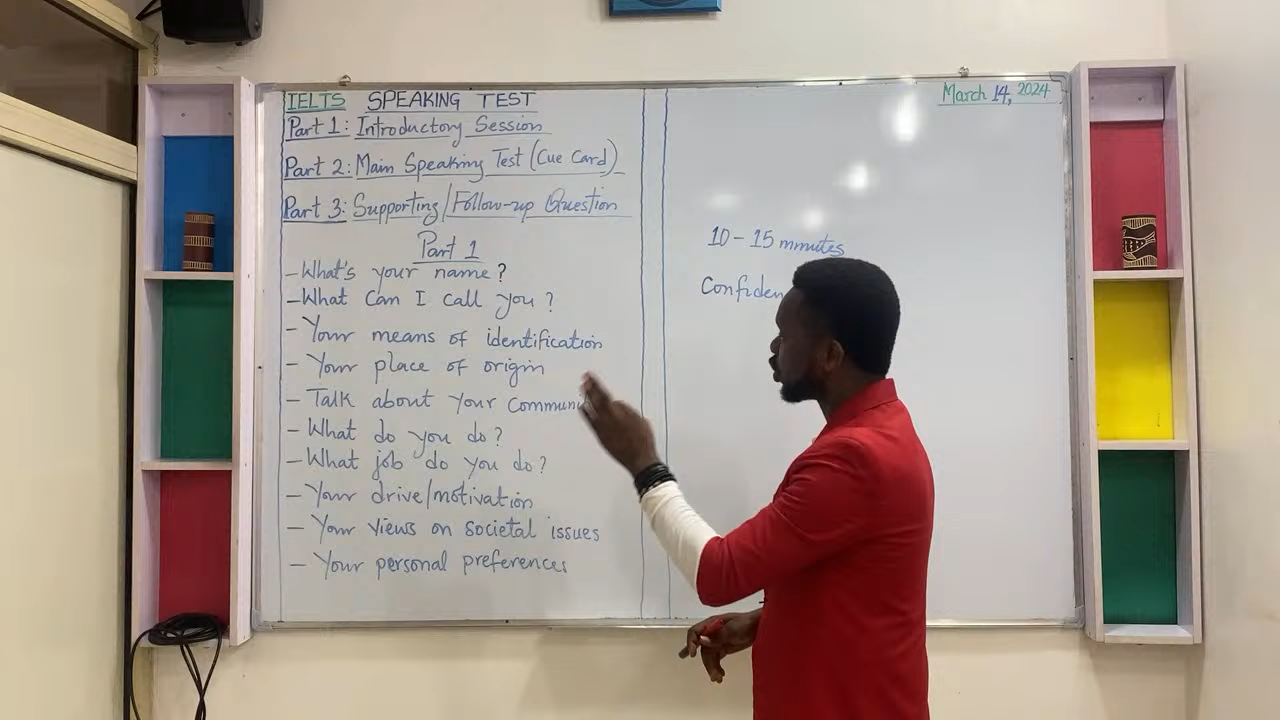 IELTS SPEAKING TEST
Part 1: Introductory Session
Part 2: Main Speaking Test (Cue Card)
Part 3: Supporting/Follow-up Question
Part 1
- What's your name?
- What Can I call you?
- Your means of identification
- Your place of origin
- Talk about your
- What do you do?
- What job do you do?
- Your drive/motivation
- Your views on societal issues
- Your personal preferences
March 14, 2024
10 - 15 minutes